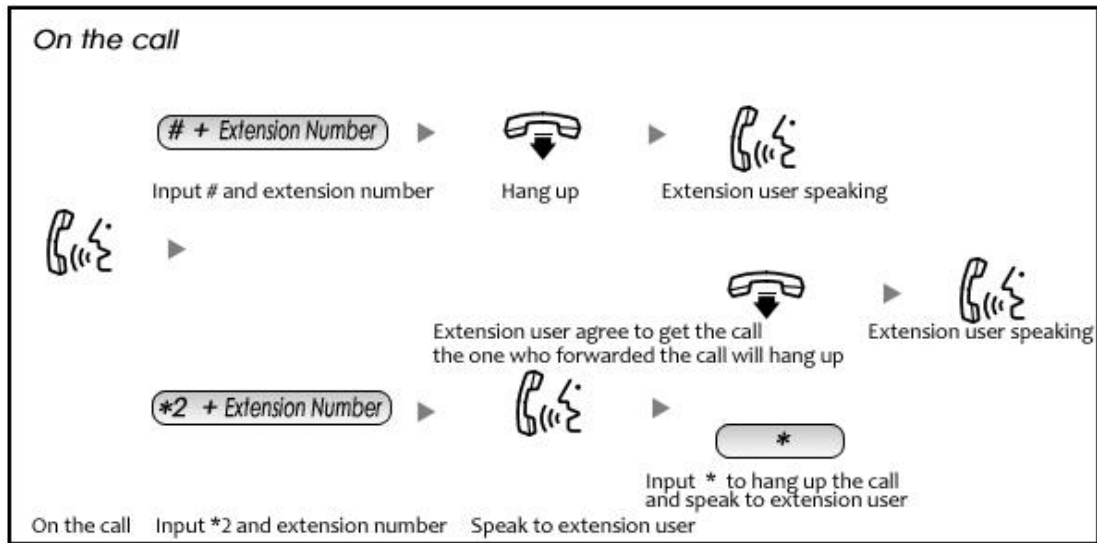 On the call
# + Extension Number
Input # and extension number
Hang up
Extension user speaking
Extension user agree to get the call
the one who forwarded the call will hang up
Extension user speaking
*2 + Extension Number
*
Input * to hang up the call
and speak to extension user
On the call
Input *2 and extension number
Speak to extension user